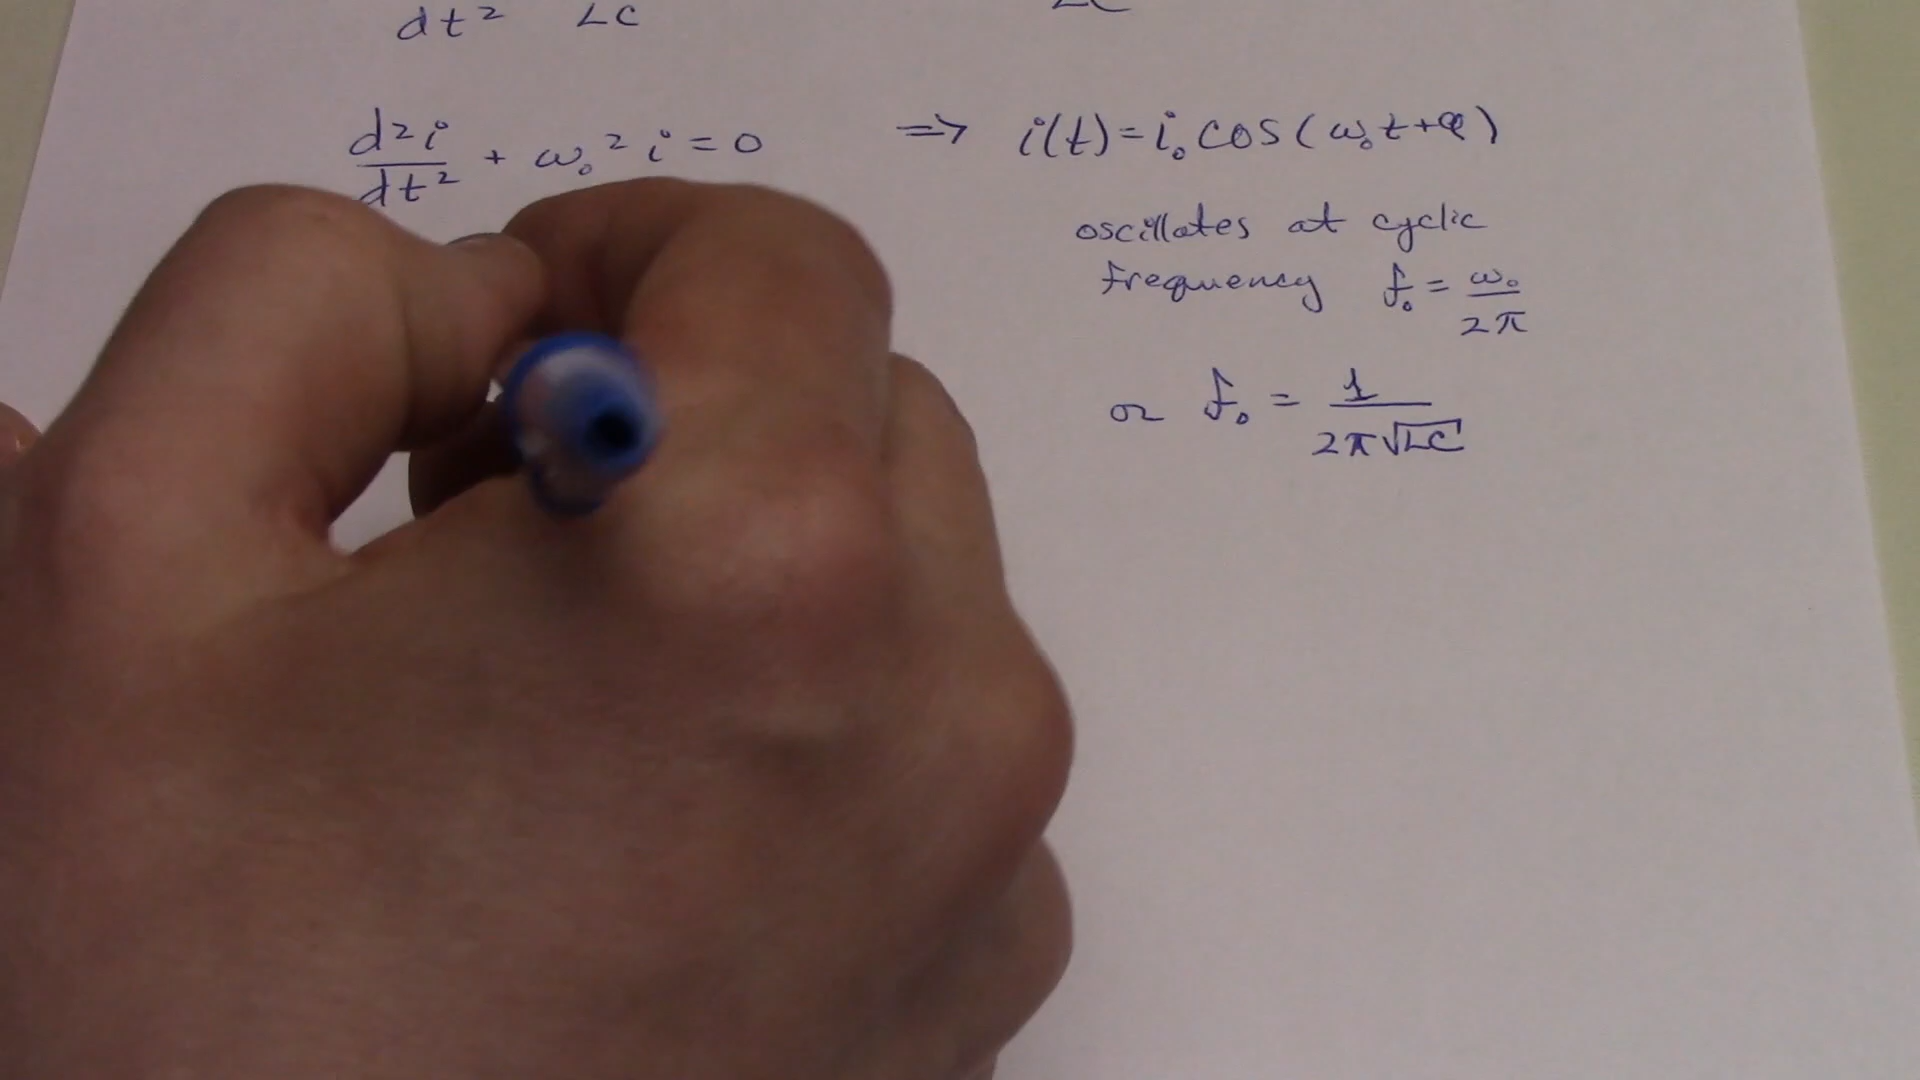 dt² LC
d²i/dt² + ω₀² i = 0 => i(t) = i₀ cos(ω₀t+φ)
oscillates at cyclic
frequency f₀ = ω₀/2π
or f₀ = 1/2π√LC